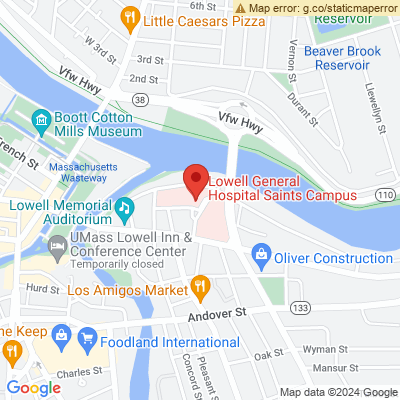 6th St
Map error: g.co/staticmaperror
Little Caesars Pizza
W 3rd St
3rd St
2nd St
Vfw Hwy
Reservoir
Beaver Brook
Reservoir
Vernon St
Durant St
Llewellyn St
38
Vfw Hwy
Boott Cotton
Mills Museum
French St
Massachusetts
Wasteway
Lowell General
Hospital Saints Campus
110
Lowell Memorial
Auditorium
UMass Lowell Inn &
Conference Center
Temporarily closed
Oliver Construction
Hurd St
Los Amigos Market
133
Andover St
ne Keep
Foodland International
Charles St
Concord Sw
Pleasant S
Oak St
Wyman St
Mansur St
Google
Map data ©2024 Google